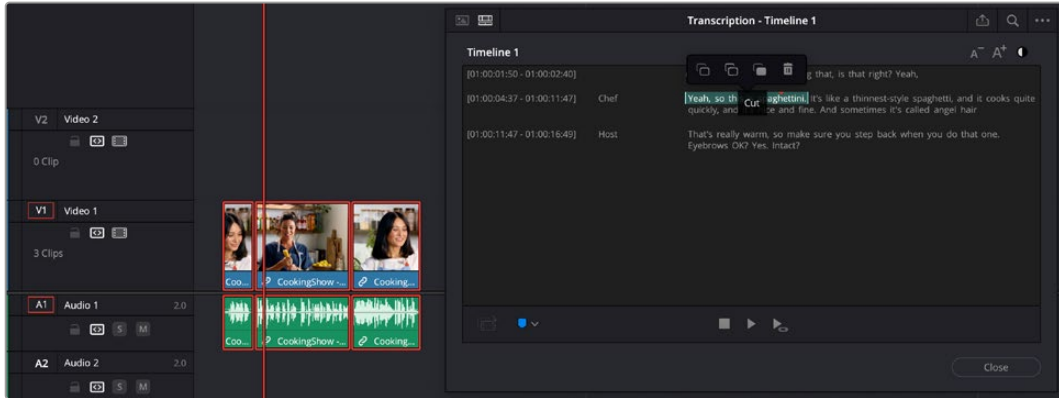 Transcription - Timeline 1
Timeline 1
A- A+
[01:00:01:50 - 01:00:02:40] g that, is that right? Yeah,
[01:00:04:37 - 01:00:11:47] Chef Yeah, so th aghettini. It's like a thinnest-style spaghetti, and it cooks quite
quickly, and ce and fine. And sometimes it's called angel hair
Cut
[01:00:11:47 - 01:00:16:49] Host That's really warm, so make sure you step back when you do that one.
Eyebrows OK? Yes. Intact?
Close
V2 Video 2
0 Clip
V1 Video 1
3 Clips
Coo... CookingShow -... Cooking...
A1 Audio 1 2.0
S M
Coo... CookingShow -... Cooking...
A2 Audio 2 2.0
S M